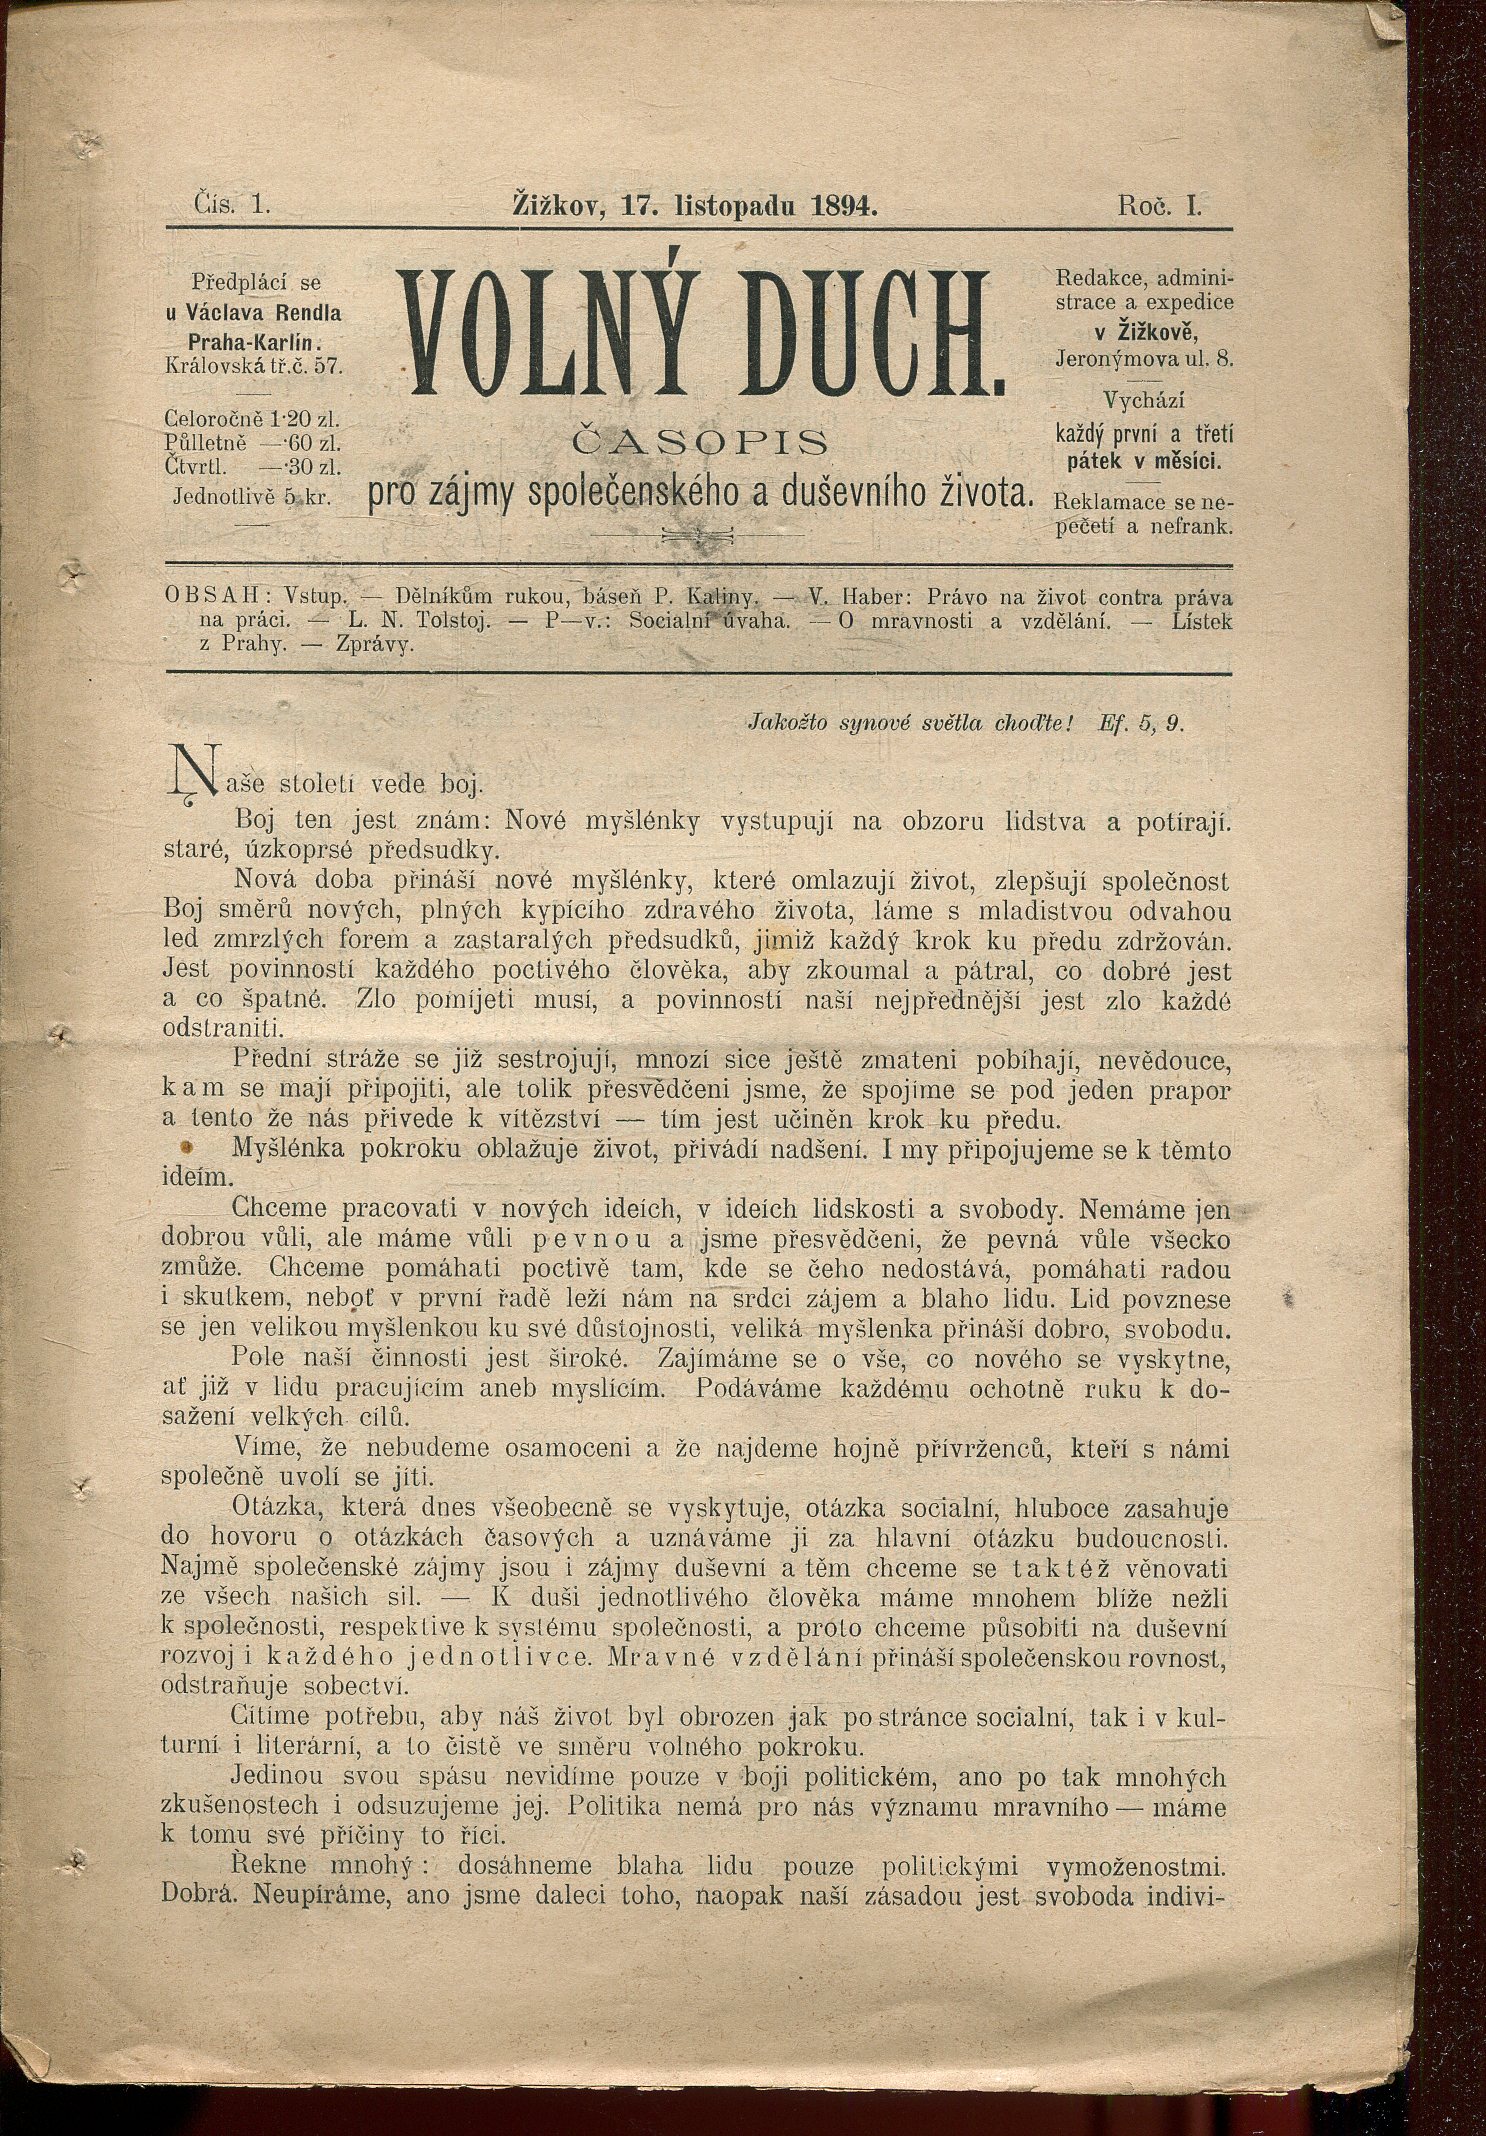 Čís. 1.
Žižkov, 17. listopadu 1894.
Roč. I.
Předplácí se
u Václava Rendla
Praha-Karlín.
Královská tř.č. 57.
Celoročně 1·20 zl.
Půlletně —·60 zl.
Čtvrtl. —·30 zl.
Jednotlivě 5 kr.
VOLNÝ DUCH.
ČASOPIS
pro zájmy společenského a duševního života.
Redakce, admini-
strace a expedice
v Žižkově,
Jeronýmova ul. 8.
Vychází
každý první a třetí
pátek v měsíci.
Reklamace se ne-
pečetí a nefrank.
OBSAH: Vstup. — Dělníkům rukou, báseň P. Kaliny. — V. Haber: Právo na život contra práva
na práci. — L. N. Tolstoj. — P—v.: Socialní úvaha. — O mravnosti a vzdělání. — Lístek
z Prahy. — Zprávy.
Jakožto synové světla choďte! Ef. 5, 9.
Naše století vede boj.
Boj ten jest znám: Nové myšlénky vystupují na obzoru lidstva a potírají.
staré, úzkoprsé předsudky.
Nová doba přináší nové myšlénky, které omlazují život, zlepšují společnost
Boj směrů nových, plných kypícího zdravého života, láme s mladistvou odvahou
led zmrzlých forem a zastaralých předsudků, jimiž každý krok ku předu zdržován.
Jest povinností každého poctivého člověka, aby zkoumal a pátral, co dobré jest
a co špatné. Zlo pomíjeti musí, a povinností naší nejpřednější jest zlo každé
odstraniti.
Přední stráže se již sestrojují, mnozí sice ještě zmateni pobíhají, nevědouce,
kam se mají připojiti, ale tolik přesvědčeni jsme, že spojíme se pod jeden prapor
a tento že nás přivede k vítězství — tím jest učiněn krok ku předu.
Myšlénka pokroku oblažuje život, přivádí nadšení. I my připojujeme se k těmto
ideím.
Chceme pracovati v nových ideích, v ideích lidskosti a svobody. Nemáme jen
dobrou vůli, ale máme vůli pevnou a jsme přesvědčeni, že pevná vůle všecko
zmůže. Chceme pomáhati poctivě tam, kde se čeho nedostává, pomáhati radou
i skutkem, neboť v první řadě leží nám na srdci zájem a blaho lidu. Lid povznese
se jen velikou myšlenkou ku své důstojnosti, veliká myšlenka přináší dobro, svobodu.
Pole naší činnosti jest široké. Zajímáme se o vše, co nového se vyskytne,
ať již v lidu pracujícím aneb myslícím. Podáváme každému ochotně ruku k do-
sažení velkých cílů.
Víme, že nebudeme osamoceni a že najdeme hojně přívrženců, kteří s námi
společně uvolí se jíti.
Otázka, která dnes všeobecně se vyskytuje, otázka socialní, hluboce zasahuje
do hovoru o otázkách časových a uznáváme ji za hlavní otázku budoucnosti.
Najmě společenské zájmy jsou i zájmy duševní a těm chceme se taktéž věnovati
ze všech našich sil. — K duši jednotlivého člověka máme mnohem blíže nežli
k společnosti, respektive k systému společnosti, a proto chceme působiti na duševní
rozvoj i každého jednotlivce. Mravné vzdělání přináší společenskou rovnost,
odstraňuje sobectví.
Cítíme potřebu, aby náš život byl obrozen jak po stránce socialní, tak i v kul-
turní i literární, a to čistě ve směru volného pokroku.
Jedinou svou spásu nevidíme pouze v boji politickém, ano po tak mnohých
zkušenostech i odsuzujeme jej. Politika nemá pro nás významu mravního — máme
k tomu své příčiny to říci.
Řekne mnohý: dosáhneme blaha lidu pouze politickými vymoženostmi.
Dobrá. Neupíráme, ano jsme daleci toho, naopak naší zásadou jest svoboda indivi-